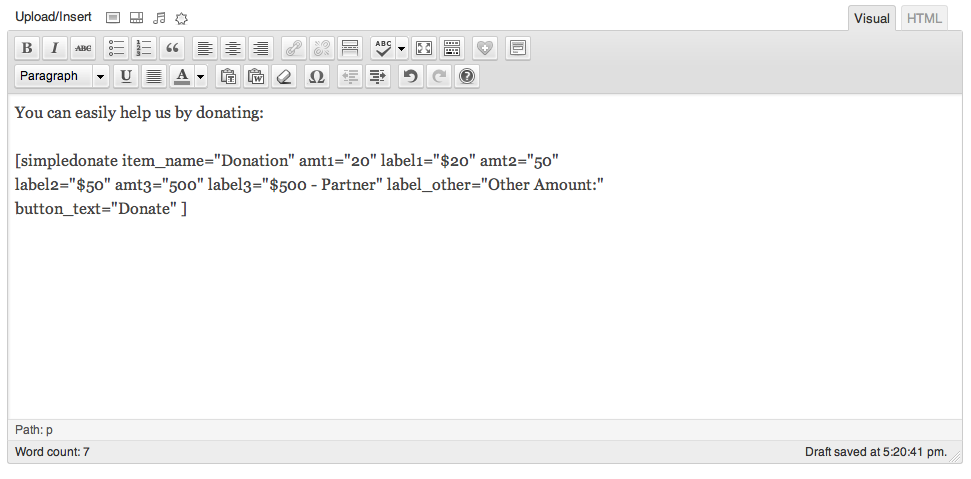 Upload/Insert
Visual HTML
B I ABC ABC
Paragraph U A T W Ω ?
You can easily help us by donating:
[simpledonate item_name="Donation" amt1="20" label1="$20" amt2="50"
label2="$50" amt3="500" label3="$500 - Partner" label_other="Other Amount:"
button_text="Donate" ]
Path: p
Word count: 7 Draft saved at 5:20:41 pm.